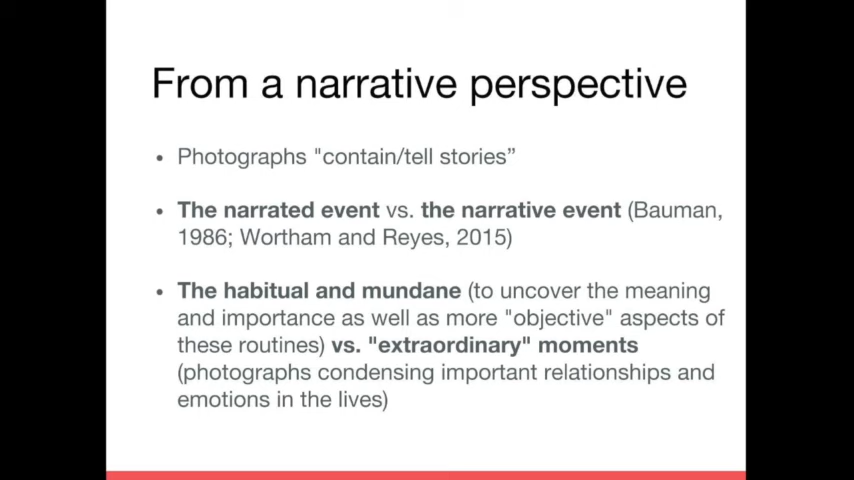 From a narrative perspective
• Photographs "contain/tell stories”
• The narrated event vs. the narrative event (Bauman,
1986; Wortham and Reyes, 2015)
• The habitual and mundane (to uncover the meaning
and importance as well as more "objective" aspects of
these routines) vs. "extraordinary" moments
(photographs condensing important relationships and
emotions in the lives)